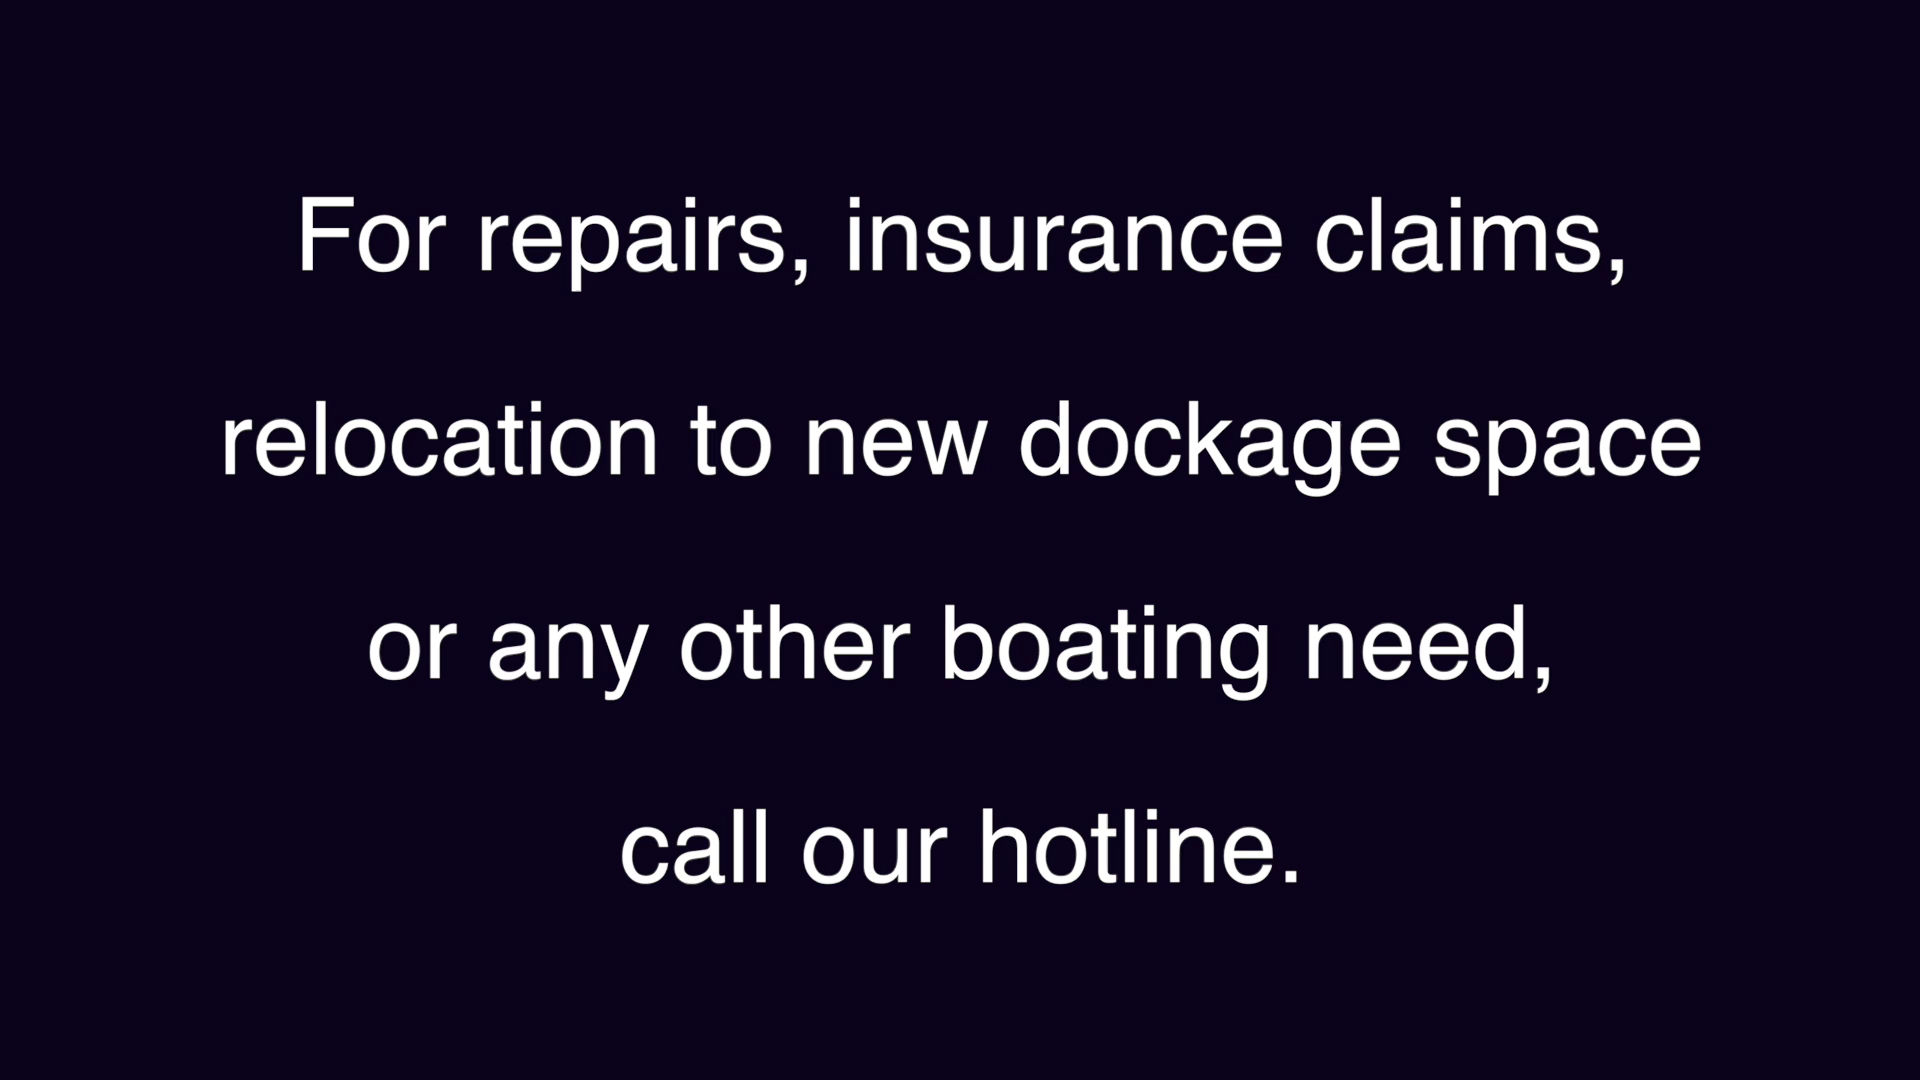 For repairs, insurance claims,
relocation to new dockage space
or any other boating need,
call our hotline.